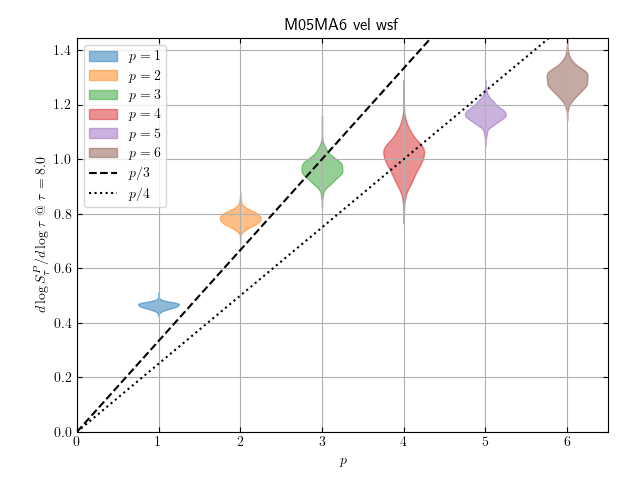 M05MA6 vel wsf
d log S_τ^P / d log τ @ τ = 8.0
1.4
1.2
1.0
0.8
0.6
0.4
0.2
0.0
p = 1
p = 2
p = 3
p = 4
p = 5
p = 6
p/3
p/4
0 1 2 3 4 5 6
p